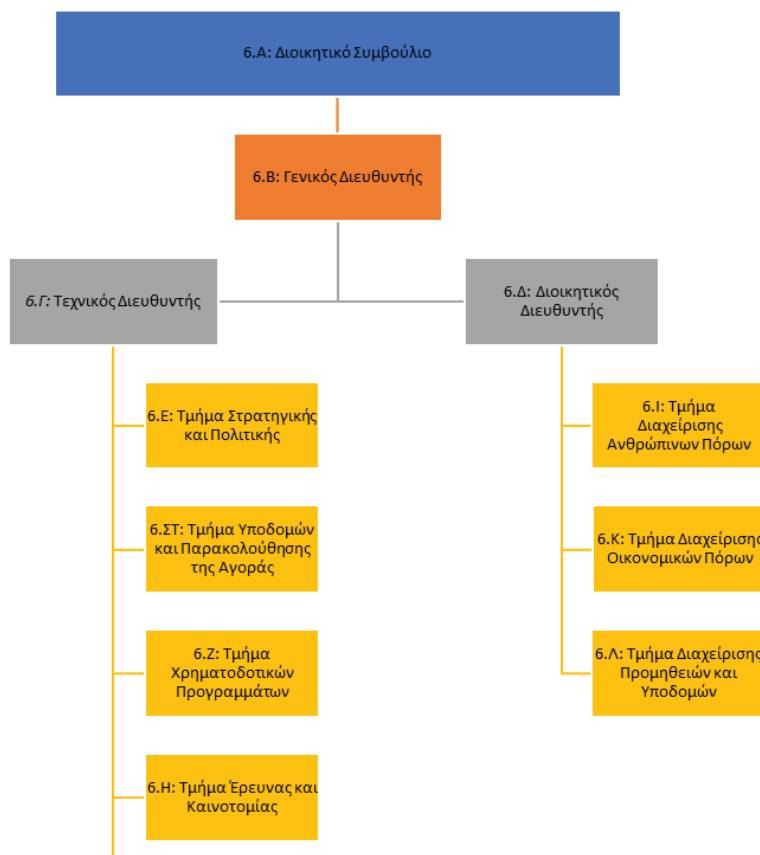 6.Α: Διοικητικό Συμβούλιο
6.Β: Γενικός Διευθυντής
6.Γ: Τεχνικός Διευθυντής
6.Δ: Διοικητικός
Διευθυντής
6.Ε: Τμήμα Στρατηγικής
και Πολιτικής
6.ΣΤ: Τμήμα Υποδομών
και Παρακολούθησης
της Αγοράς
6.Ζ: Τμήμα
Χρηματοδοτικών
Προγραμμάτων
6.Η: Τμήμα Έρευνας και
Καινοτομίας
6.Ι: Τμήμα
Διαχείρισης
Ανθρώπινων Πόρων
6.Κ: Τμήμα Διαχείρισης
Οικονομικών Πόρων
6.Λ: Τμήμα Διαχείρισης
Προμηθειών και
Υποδομών